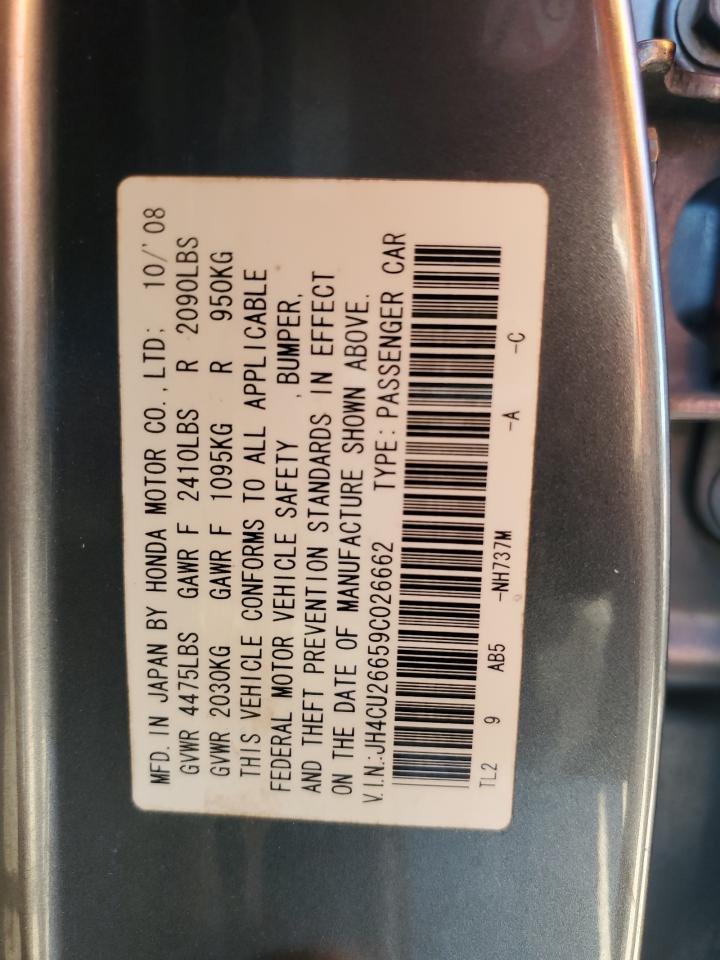 MFD. IN JAPAN BY HONDA MOTOR CO., LTD; 10/'08
GVWR 4475LBS GAWR F 2410LBS R 2090LBS
GVWR 2030KG GAWR F 1095KG R 950KG
THIS VEHICLE CONFORMS TO ALL APPLICABLE
FEDERAL MOTOR VEHICLE SAFETY , BUMPER,
AND THEFT PREVENTION STANDARDS IN EFFECT
ON THE DATE OF MANUFACTURE SHOWN ABOVE.
V.I.N.:JH4CU26659C026662 TYPE: PASSENGER CAR
TL2 9 AB5 -NH737M -A -C